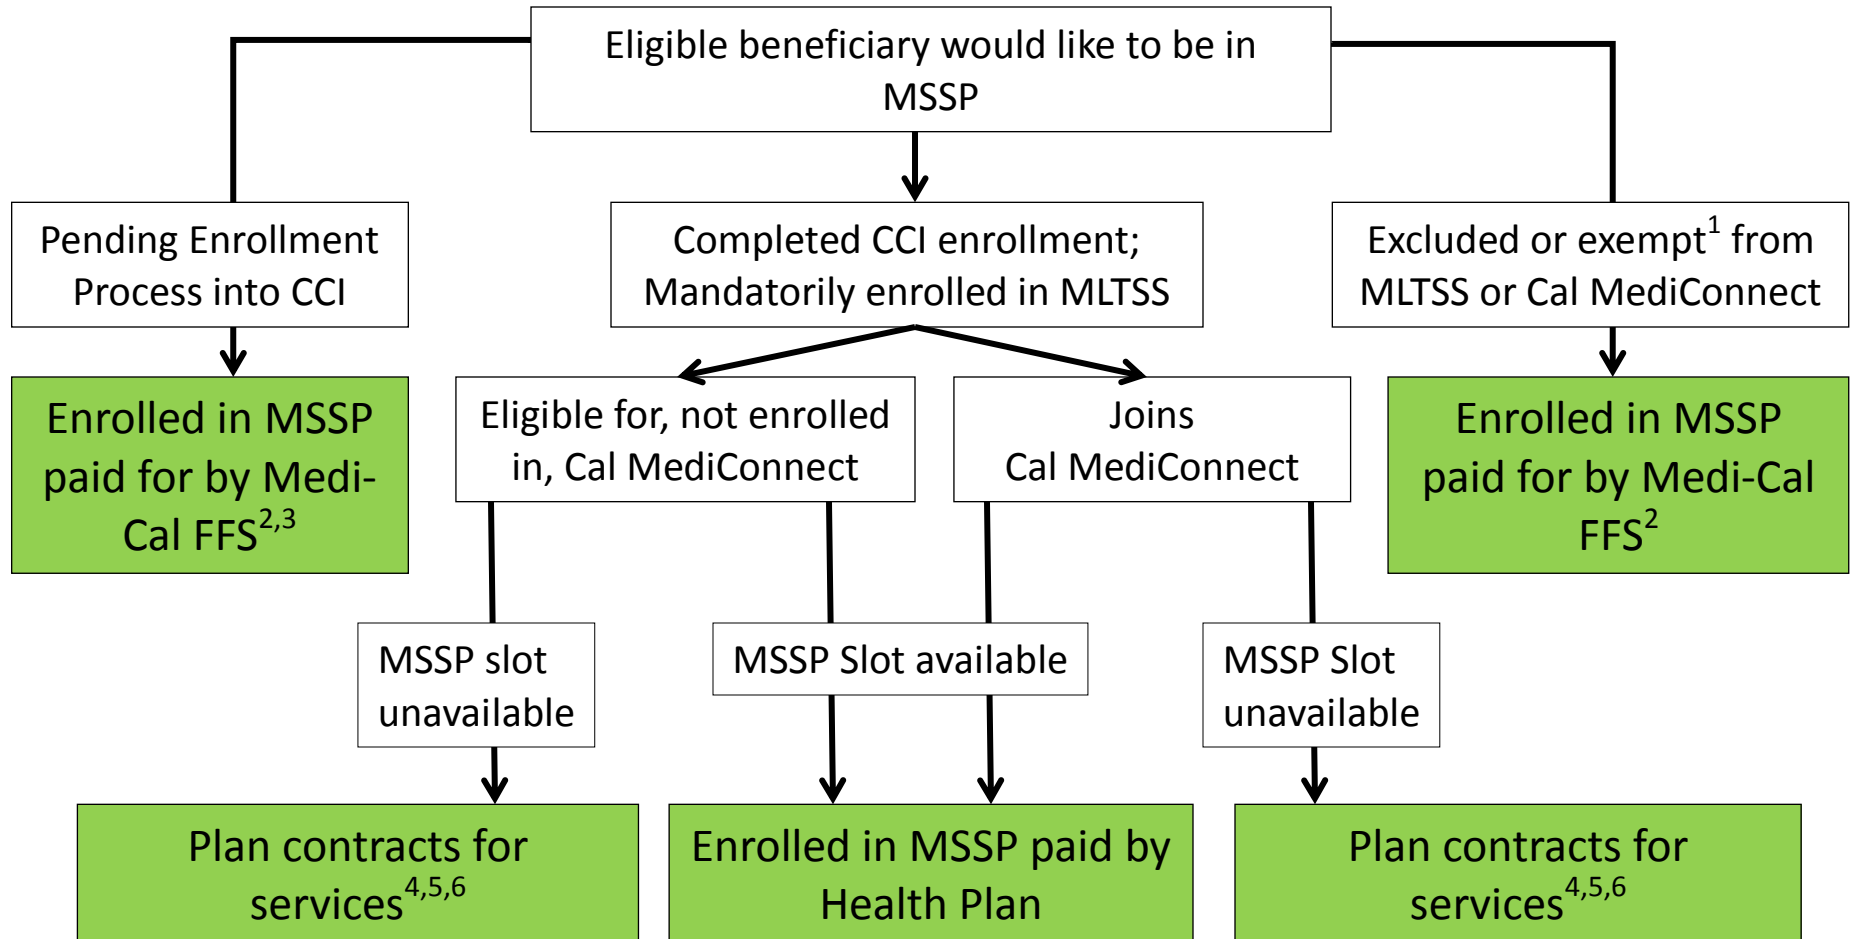 Eligible beneficiary would like to be in
MSSP
Pending Enrollment
Process into CCI
Completed CCI enrollment;
Mandatorily enrolled in MLTSS
Excluded or exempt¹ from
MLTSS or Cal MediConnect
Enrolled in MSSP
paid for by Medi-
Cal FFS²,³
Eligible for, not enrolled
in, Cal MediConnect
Joins
Cal MediConnect
Enrolled in MSSP
paid for by Medi-Cal
FFS²
MSSP slot
unavailable
MSSP Slot available
MSSP Slot
unavailable
Plan contracts for
services⁴,⁵,⁶
Enrolled in MSSP paid by
Health Plan
Plan contracts for
services⁴,⁵,⁶